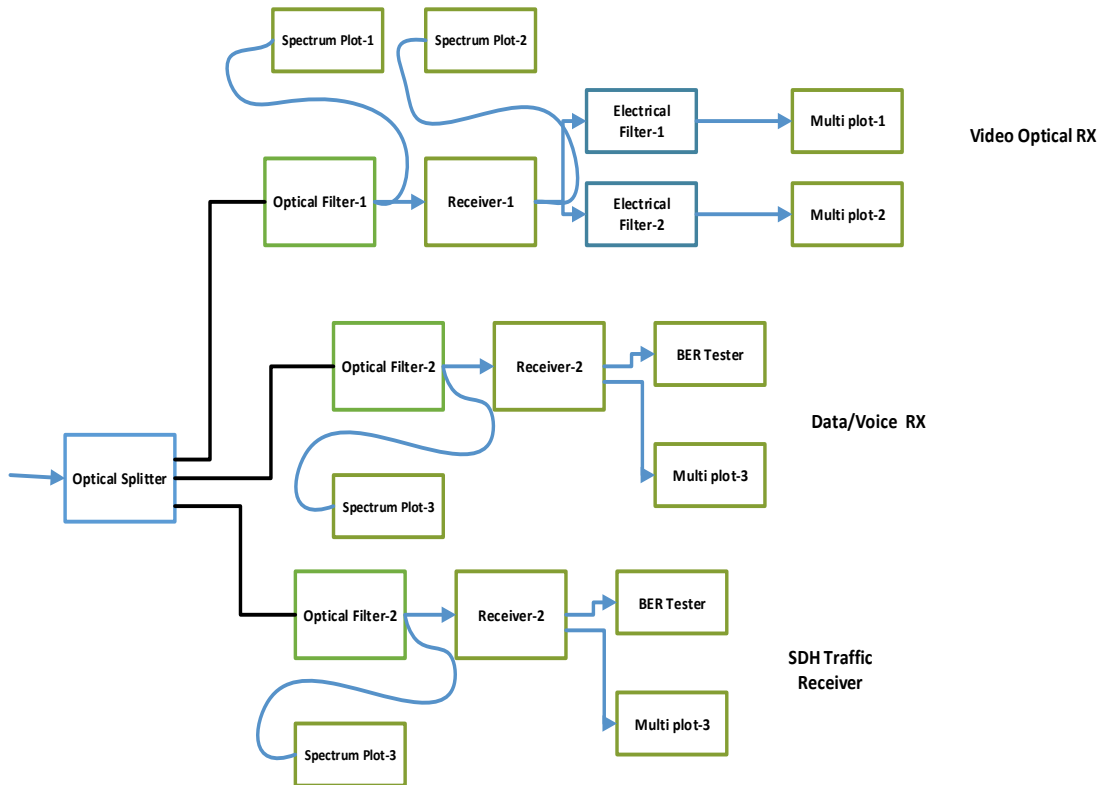 Spectrum Plot-1
Spectrum Plot-2
Electrical
Filter-1
Multi plot-1
Video Optical RX
Optical Filter-1
Receiver-1
Electrical
Filter-2
Multi plot-2
Optical Filter-2
Receiver-2
BER Tester
Data/Voice RX
Optical Splitter
Multi plot-3
Spectrum Plot-3
Optical Filter-2
Receiver-2
BER Tester
SDH Traffic
Receiver
Multi plot-3
Spectrum Plot-3